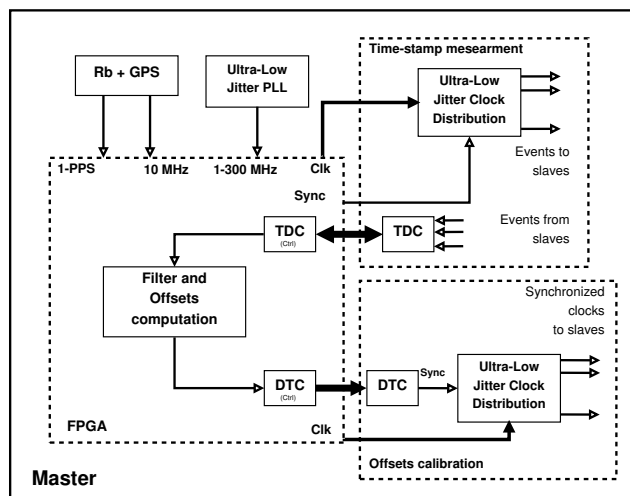 Time-stamp mesearment
Rb + GPS
Ultra-Low
Jitter PLL
Ultra-Low
Jitter Clock
Distribution
1-PPS
10 MHz
1-300 MHz
Clk
Sync
Events to
slaves
TDC
(Ctrl)
TDC
Events from
slaves
Filter and
Offsets
computation
Synchronized
clocks
to slaves
DTC
(Ctrl)
DTC
Sync
Ultra-Low
Jitter Clock
Distribution
FPGA
Clk
Offsets calibration
Master